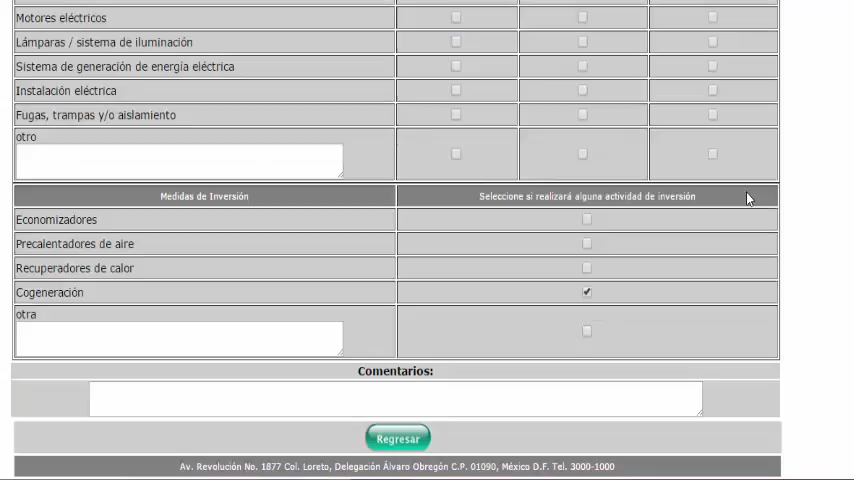 Motores eléctricos
Lámparas / sistema de iluminación
Sistema de generación de energía eléctrica
Instalación eléctrica
Fugas, trampas y/o aislamiento
otro
Medidas de Inversión Seleccione si realizará alguna actividad de inversión
Economizadores
Precalentadores de aire
Recuperadores de calor
Cogeneración
otra
Comentarios:
Regresar
Av. Revolución No. 1877 Col. Loreto, Delegación Álvaro Obregón C.P. 01090, México D.F. Tel. 3000-1000